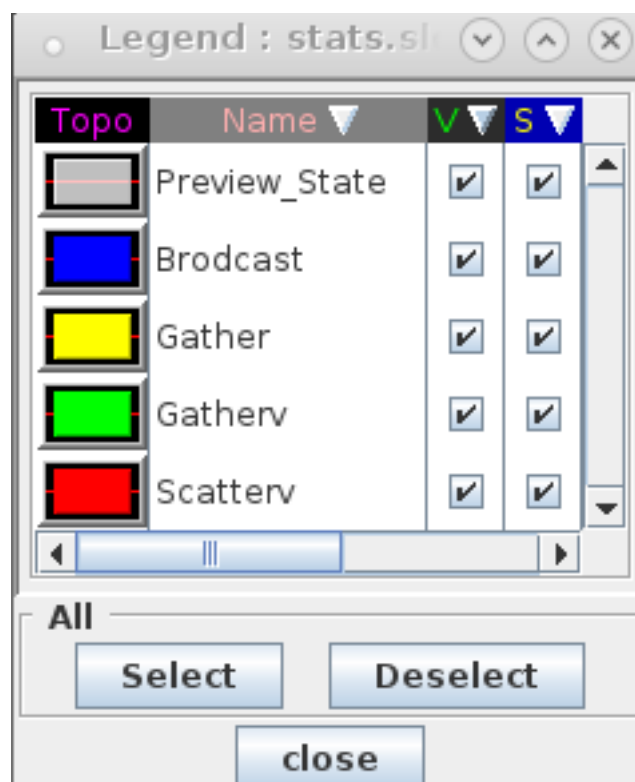 Legend : stats.sl
Topo Name V S
Preview_State
Brodcast
Gather
Gatherv
Scatterv
All
Select Deselect
close